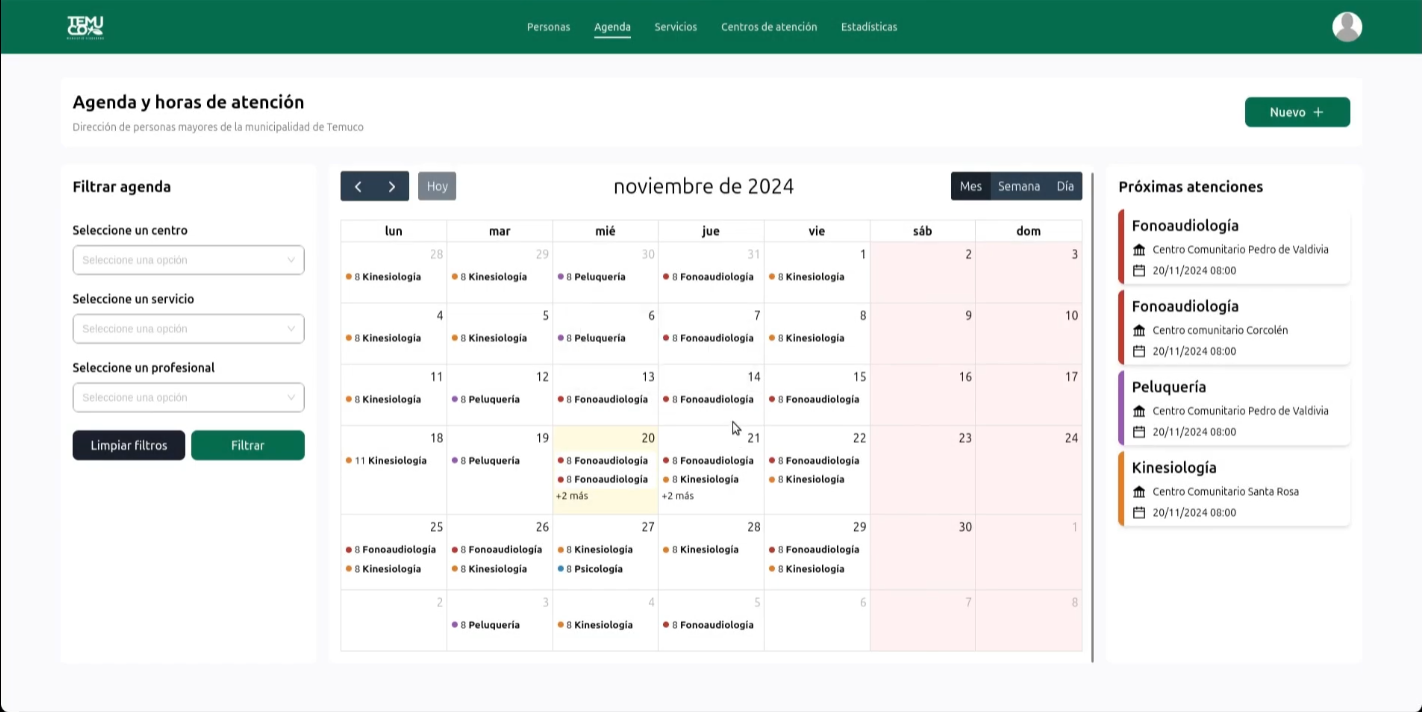 TEMU
CO
Personas Agenda Servicios Centros de atención Estadísticas
Agenda y horas de atención
Dirección de personas mayores de la municipalidad de Temuco
Nuevo +
Filtrar agenda
Seleccione un centro
Seleccione una opción
Seleccione un servicio
Seleccione una opción
Seleccione un profesional
Seleccione una opción
Limpiar filtros Filtrar
Hoy
noviembre de 2024
Mes Semana Día
lun mar mié jue vie sáb dom
28 29 30 31 1 2 3
8 Kinesiología 8 Kinesiología 8 Peluquería 8 Fonoaudiología 8 Kinesiología
4 5 6 7 8 9 10
8 Kinesiología 8 Kinesiología 8 Peluquería 8 Fonoaudiología 8 Kinesiología
11 12 13 14 15 16 17
8 Kinesiología 8 Peluquería 8 Fonoaudiología 8 Fonoaudiología 8 Fonoaudiología
18 19 20 21 22 23 24
11 Kinesiología 8 Peluquería 8 Fonoaudiología 8 Fonoaudiología 8 Fonoaudiología
8 Fonoaudiología 8 Kinesiología 8 Kinesiología
+2 más +2 más
25 26 27 28 29 30 1
8 Fonoaudiología 8 Fonoaudiología 8 Kinesiología 8 Kinesiología 8 Fonoaudiología
8 Kinesiología 8 Kinesiología 8 Psicología 8 Kinesiología
2 3 4 5 6 7 8
8 Peluquería 8 Kinesiología 8 Fonoaudiología
Próximas atenciones
Fonoaudiología
Centro Comunitario Pedro de Valdivia
20/11/2024 08:00
Fonoaudiología
Centro comunitario Corcolén
20/11/2024 08:00
Peluquería
Centro Comunitario Pedro de Valdivia
20/11/2024 08:00
Kinesiología
Centro Comunitario Santa Rosa
20/11/2024 08:00